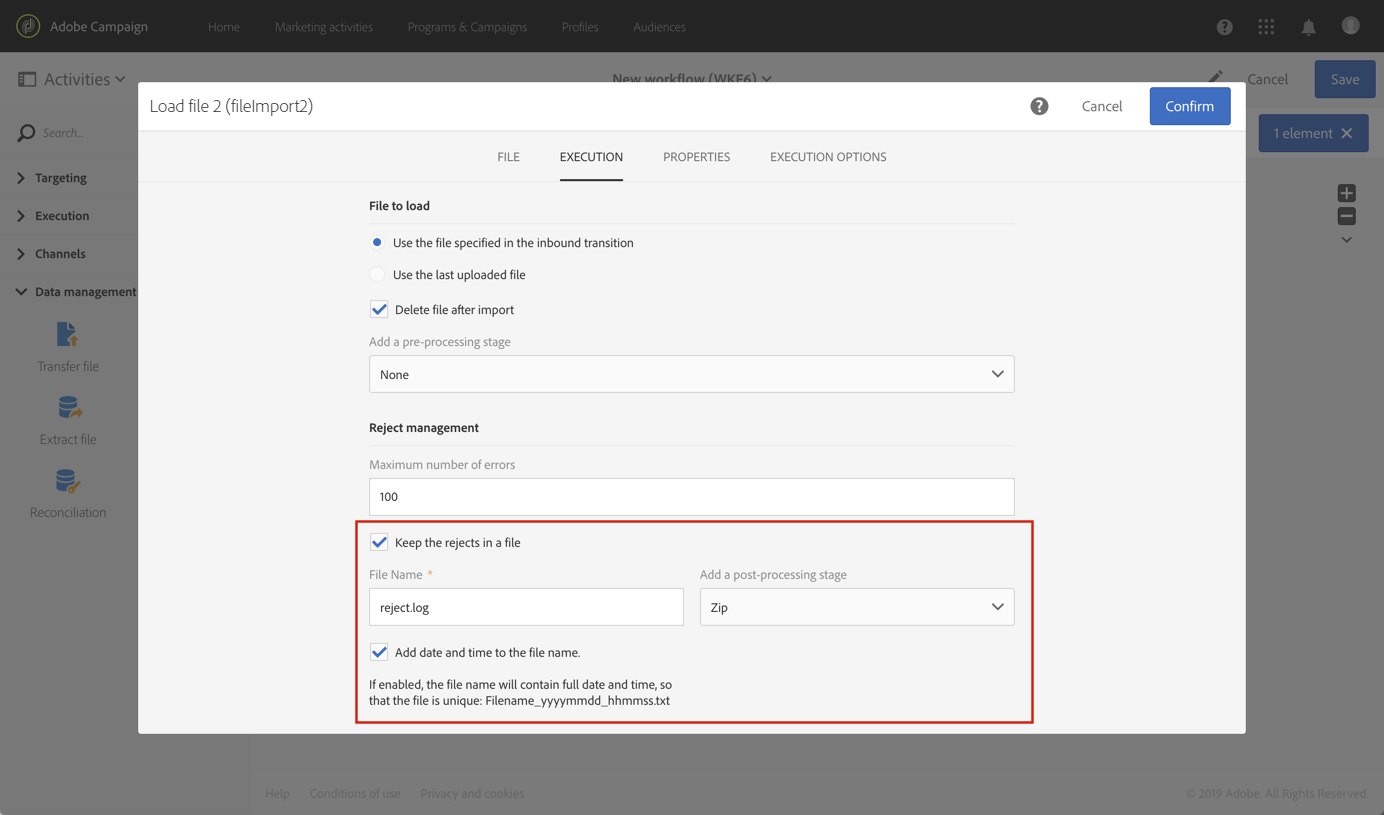 Adobe Campaign
Home
Marketing activities
Programs & Campaigns
Profiles
Audiences
Activities
New workflow (WKF6)
Cancel
Save
Load file 2 (fileImport2)
Cancel
Confirm
Search...
1 element
FILE
EXECUTION
PROPERTIES
EXECUTION OPTIONS
Targeting
Execution
Channels
Data management
Transfer file
Extract file
Reconciliation
File to load
Use the file specified in the inbound transition
Use the last uploaded file
Delete file after import
Add a pre-processing stage
None
Reject management
Maximum number of errors
100
Keep the rejects in a file
File Name *
Add a post-processing stage
reject.log
Zip
Add date and time to the file name.
If enabled, the file name will contain full date and time, so
that the file is unique: Filename_yyyymmdd_hhmmss.txt
Help
Conditions of use
Privacy and cookies
© 2019 Adobe. All Rights Reserved.